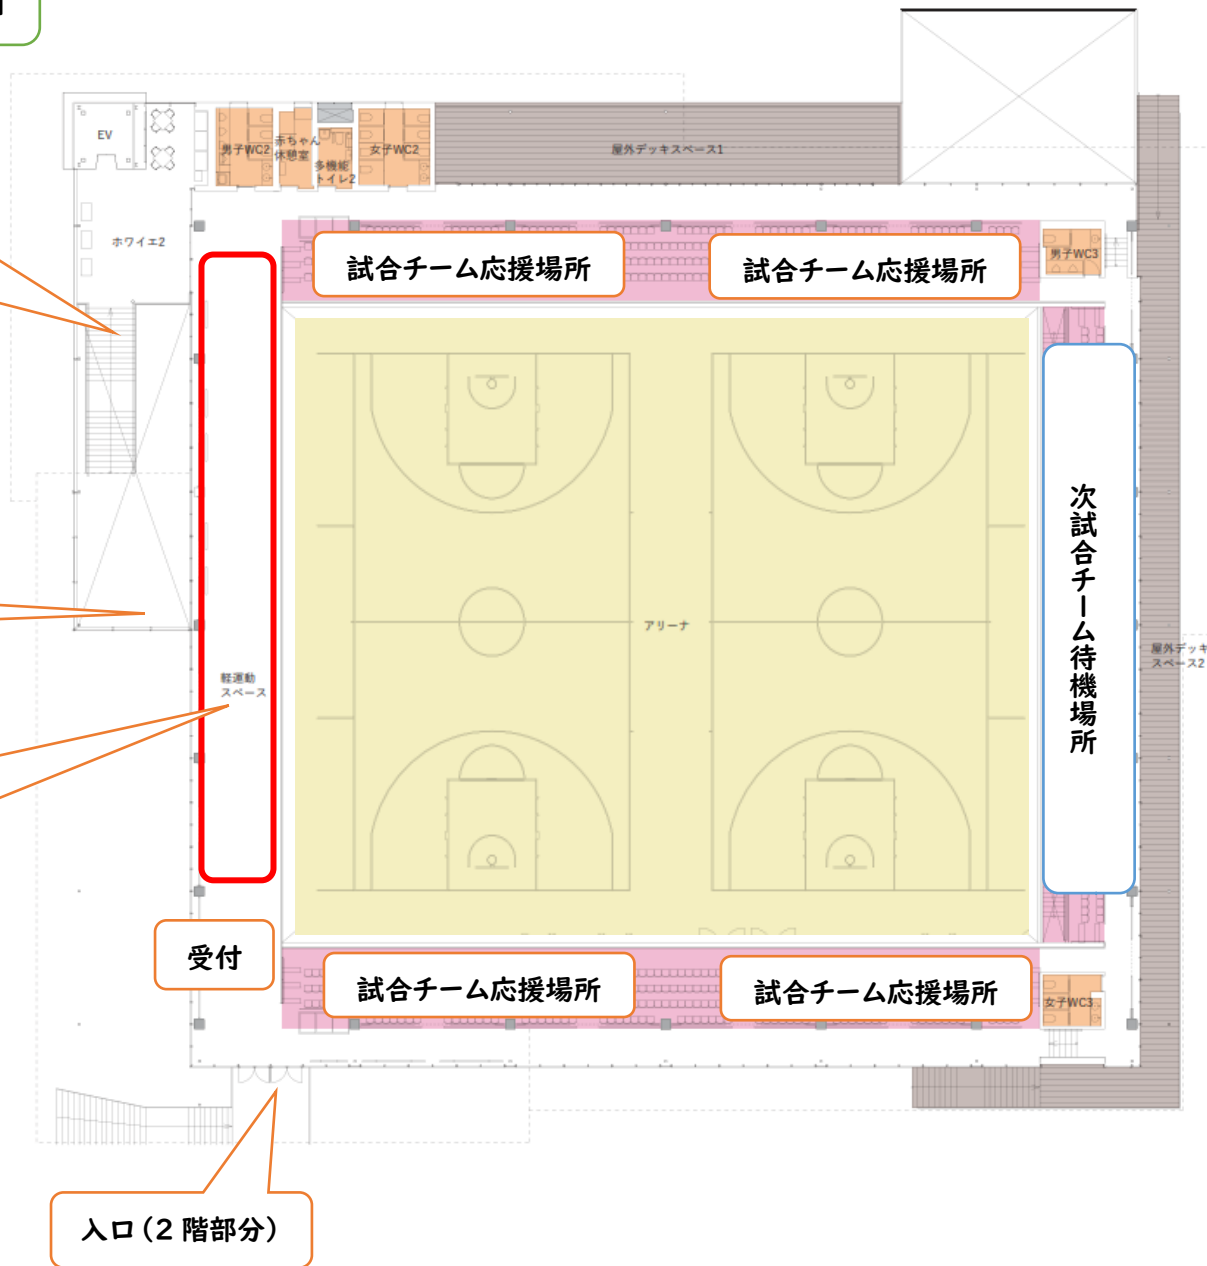 EV
男子WC2
赤ちゃん
休憩室
多機能
トイレ2
女子WC2
屋外デッキスペース1
ホワイエ2
試合チーム応援場所
試合チーム応援場所
男子WC3
次試合チーム待機場所
アリーナ
屋外デッキ
スペース2
軽運動
スペース
受付
試合チーム応援場所
試合チーム応援場所
女子WC3
入口(2階部分)